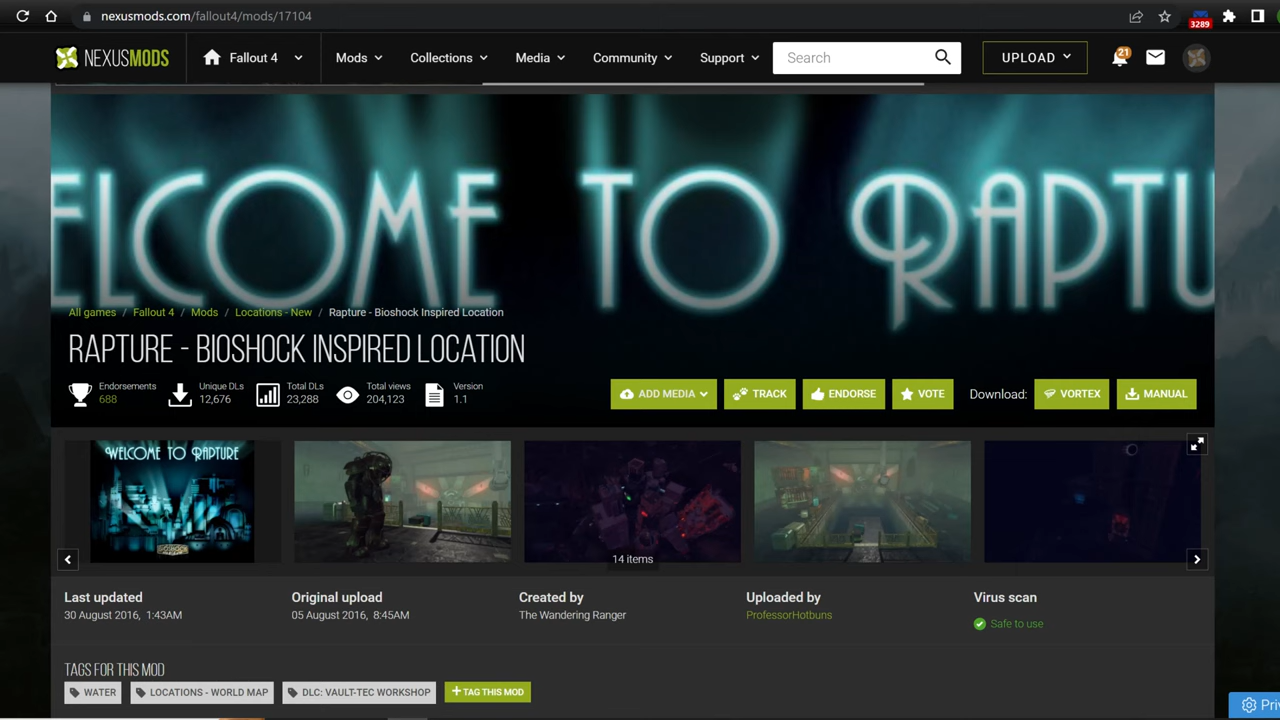 nexusmods.com/fallout4/mods/17104
3289
NEXUSMODS
Fallout 4
Mods
Collections
Media
Community
Support
Search
UPLOAD
21
ELCOME TO RAPTU
All games / Fallout 4 / Mods / Locations - New / Rapture - Bioshock Inspired Location
RAPTURE - BIOSHOCK INSPIRED LOCATION
Endorsements
688
Unique DLs
12,676
Total DLs
23,288
Total views
204,123
Version
1.1
ADD MEDIA
TRACK
ENDORSE
VOTE
Download:
VORTEX
MANUAL
WELCOME TO RAPTURE
BIOSHOCK
14 items
Last updated
30 August 2016, 1:43AM
Original upload
05 August 2016, 8:45AM
Created by
The Wandering Ranger
Uploaded by
ProfessorHotbuns
Virus scan
Safe to use
TAGS FOR THIS MOD
WATER
LOCATIONS - WORLD MAP
DLC: VAULT-TEC WORKSHOP
+ TAG THIS MOD
Pri